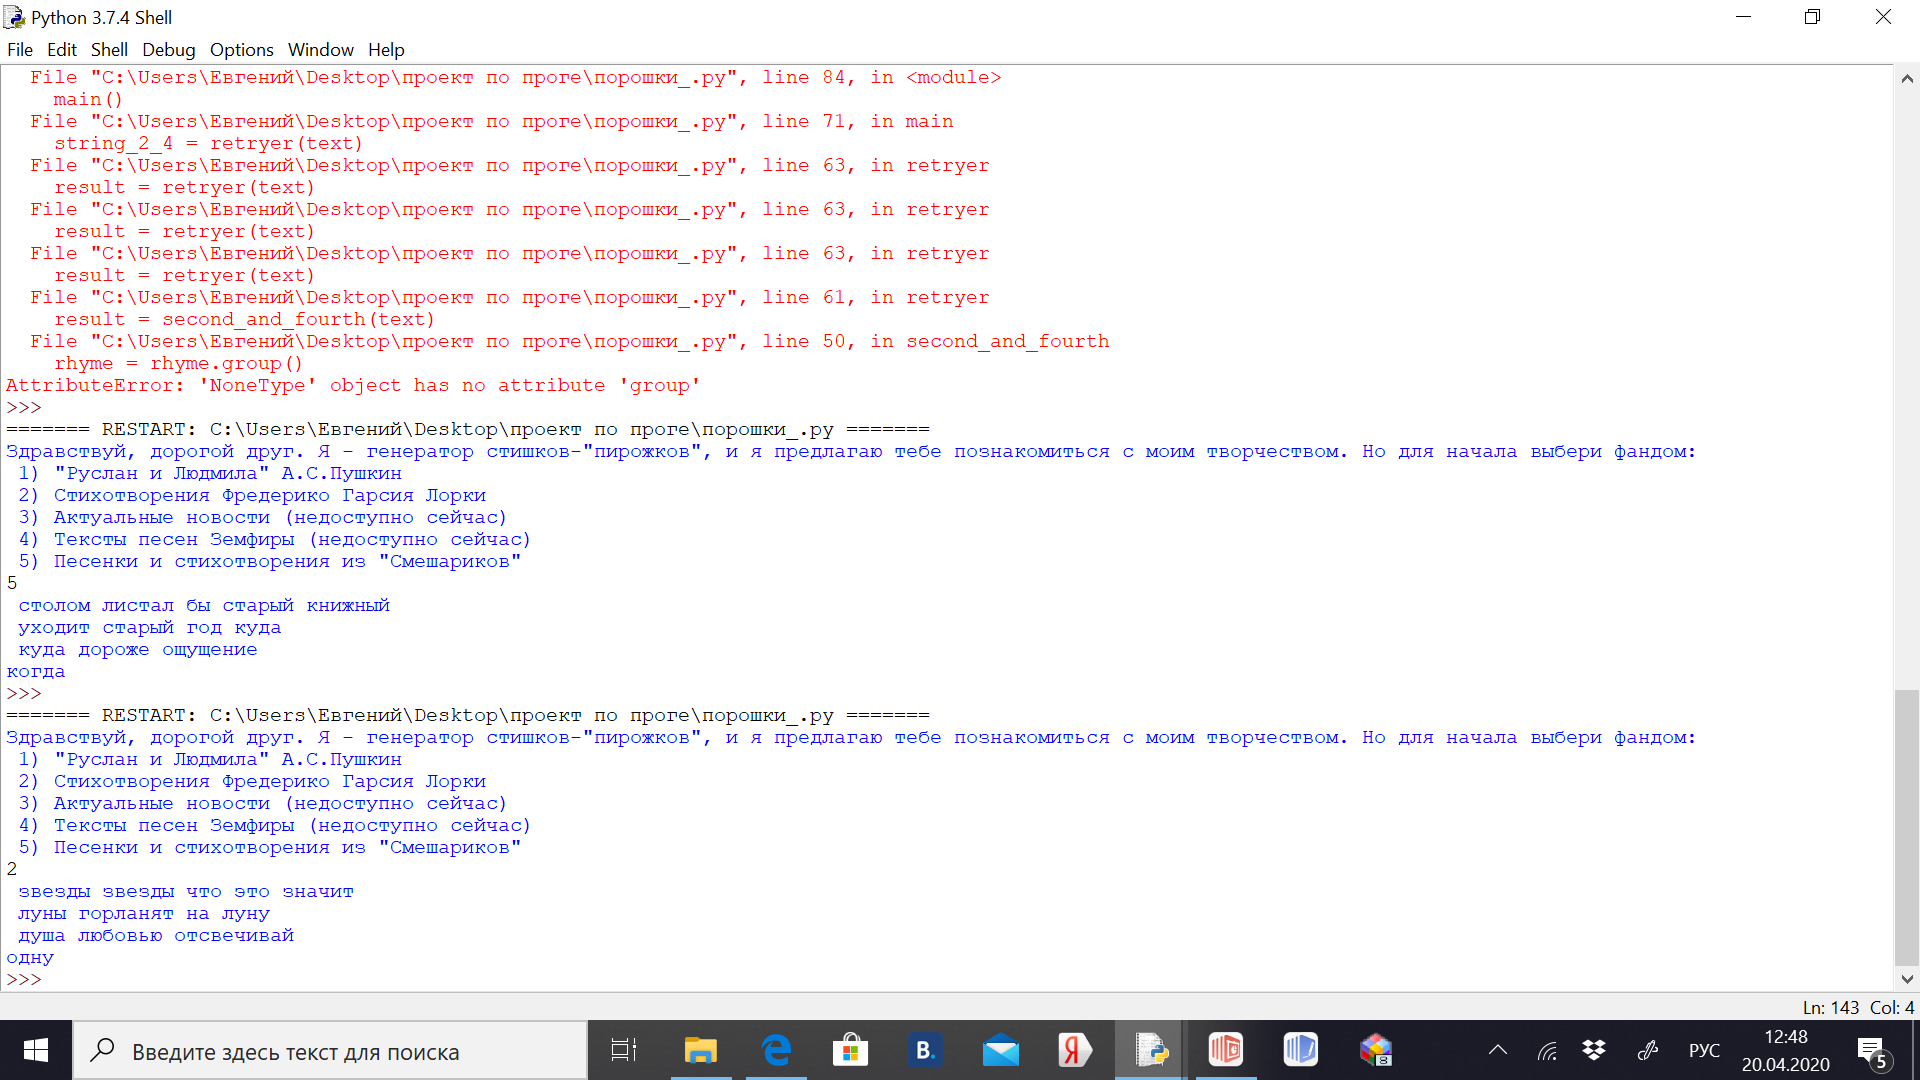 Python 3.7.4 Shell
File Edit Shell Debug Options Window Help
File "C:\Users\Евгений\Desktop\проект по проге\порошки_.py", line 84, in <module>
main()
File "C:\Users\Евгений\Desktop\проект по проге\порошки_.py", line 71, in main
string_2_4 = retryer(text)
File "C:\Users\Евгений\Desktop\проект по проге\порошки_.py", line 63, in retryer
result = retryer(text)
File "C:\Users\Евгений\Desktop\проект по проге\порошки_.py", line 63, in retryer
result = retryer(text)
File "C:\Users\Евгений\Desktop\проект по проге\порошки_.py", line 63, in retryer
result = retryer(text)
File "C:\Users\Евгений\Desktop\проект по проге\порошки_.py", line 61, in retryer
result = second_and_fourth(text)
File "C:\Users\Евгений\Desktop\проект по проге\порошки_.py", line 50, in second_and_fourth
rhyme = rhyme.group()
AttributeError: 'NoneType' object has no attribute 'group'
>>>
======= RESTART: C:\Users\Евгений\Desktop\проект по проге\порошки_.py =======
Здравствуй, дорогой друг. Я - генератор стишков-"пирожков", и я предлагаю тебе познакомиться с моим творчеством. Но для начала выбери фандом:
1) "Руслан и Людмила" А.С.Пушкин
2) Стихотворения Фредерико Гарсия Лорки
3) Актуальные новости (недоступно сейчас)
4) Тексты песен Земфиры (недоступно сейчас)
5) Песенки и стихотворения из "Смешариков"
5
столом листал бы старый книжный
уходит старый год куда
куда дороже ощущение
когда
>>>
======= RESTART: C:\Users\Евгений\Desktop\проект по проге\порошки_.py =======
Здравствуй, дорогой друг. Я - генератор стишков-"пирожков", и я предлагаю тебе познакомиться с моим творчеством. Но для начала выбери фандом:
1) "Руслан и Людмила" А.С.Пушкин
2) Стихотворения Фредерико Гарсия Лорки
3) Актуальные новости (недоступно сейчас)
4) Тексты песен Земфиры (недоступно сейчас)
5) Песенки и стихотворения из "Смешариков"
2
звезды звезды что это значит
луны горланят на луну
душа любовью отсвечивай
одну
>>>
Ln: 143 Col: 4
Введите здесь текст для поиска
B.
Я
8
РУС
12:48
20.04.2020
5